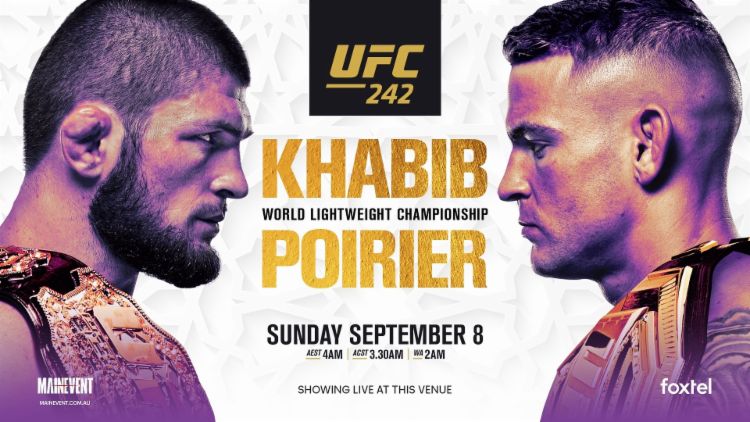 UFC
242
KHABIB
WORLD LIGHTWEIGHT CHAMPIONSHIP
POIRIER
SUNDAY SEPTEMBER 8
AEST 4AM | ACST 3.30AM | WA 2AM
SHOWING LIVE AT THIS VENUE
MAINEVENT
MAINEVENT.COM.AU
foxtel